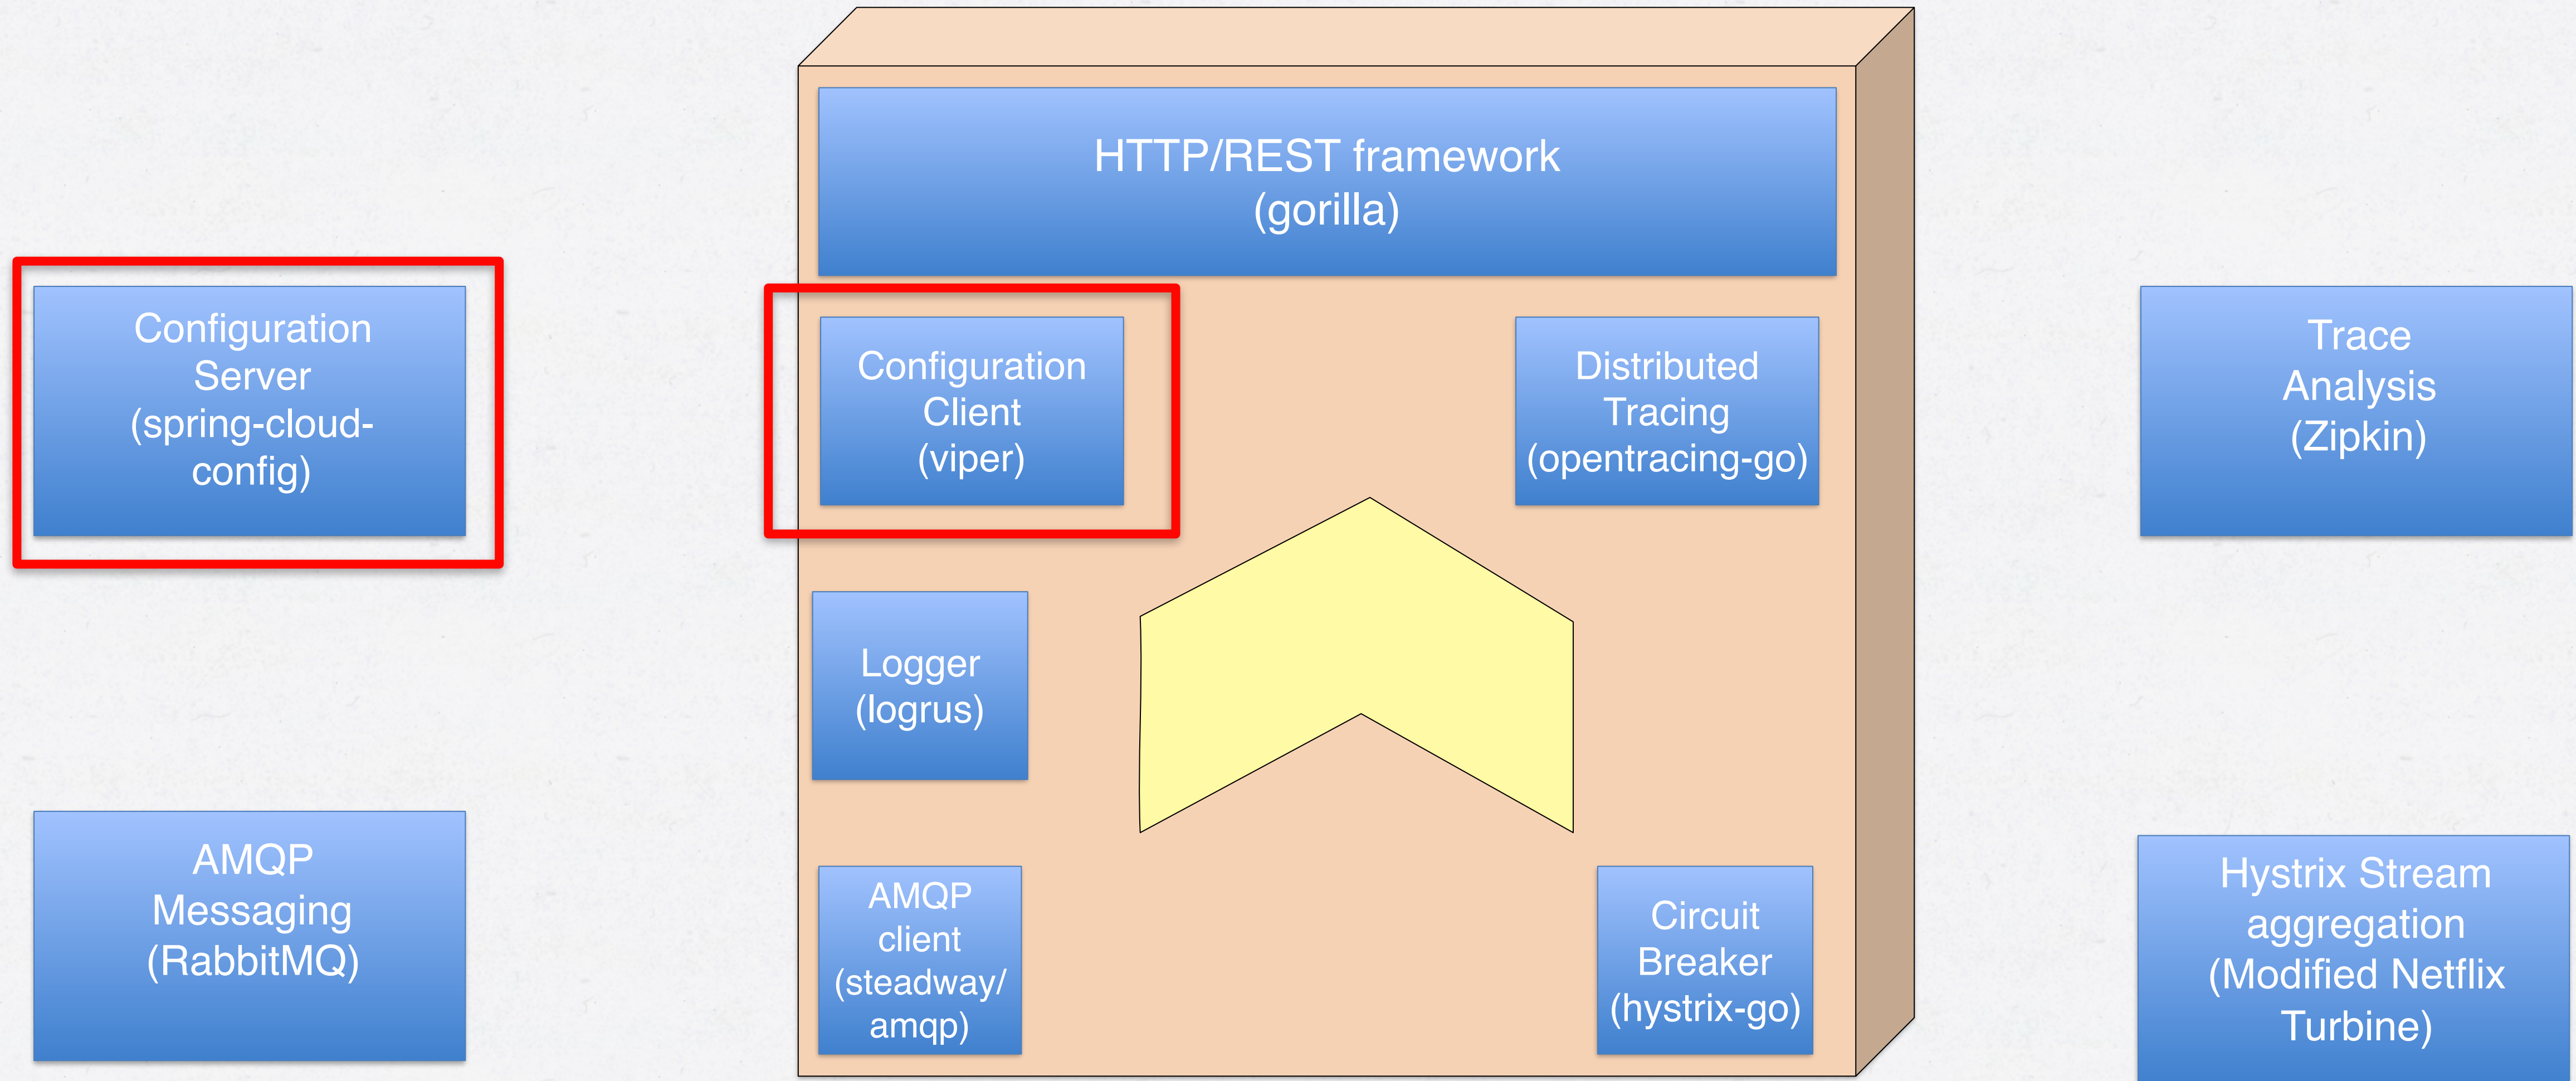 HTTP/REST framework
(gorilla)
Configuration
Server
(spring-cloud-
config)
Configuration
Client
(viper)
Distributed
Tracing
(opentracing-go)
Trace
Analysis
(Zipkin)
Logger
(logrus)
AMQP
Messaging
(RabbitMQ)
AMQP
client
(steadway/
amqp)
Circuit
Breaker
(hystrix-go)
Hystrix Stream
aggregation
(Modified Netflix
Turbine)